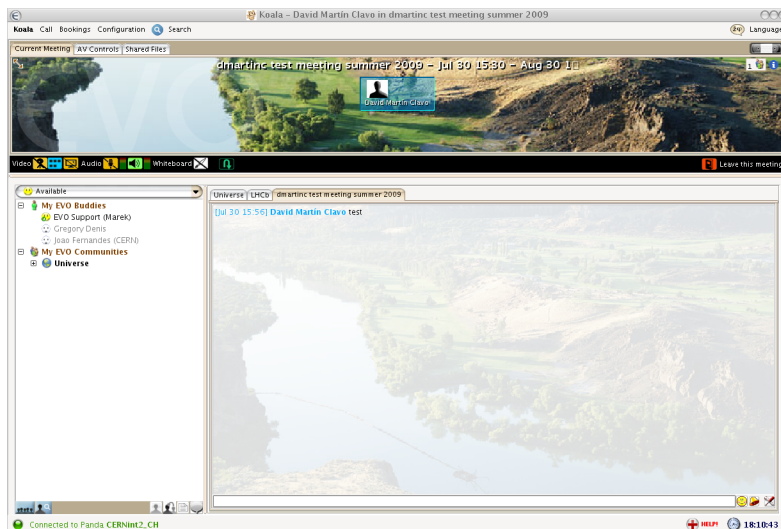 Koala - David Martín Clavo in dmartinc test meeting summer 2009
Koala Call Bookings Configuration Search Language
Current Meeting AV Controls Shared Files
dmartinc test meeting summer 2009 - Jul 30 15:30 - Aug 30 1
1
David Martin Clavo
EVO
Video Audio Whiteboard Leave this meeting
Available
Universe LHCb dmartinc test meeting summer 2009
My EVO Buddies
[Jul 30 15:56] David Martín Clavo test
EVO Support (Marek)
Gregory Denis
Joao Fernandes (CERN)
My EVO Communities
Universe
Connected to Panda CERNint2_CH HELP! 18:10:43